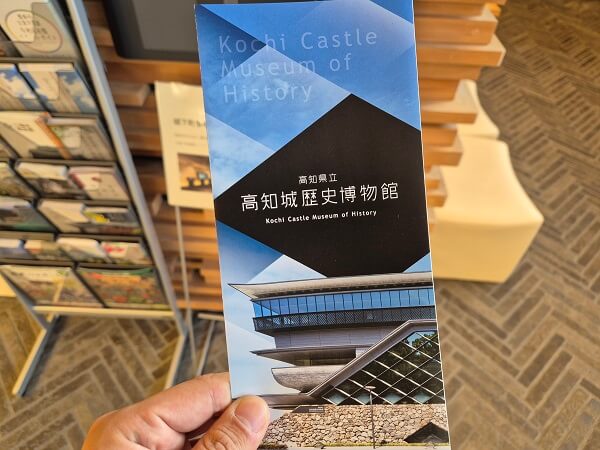 Kochi Castle
Museum of
History
高知県立
高知城歴史博物館
Kochi Castle Museum of History